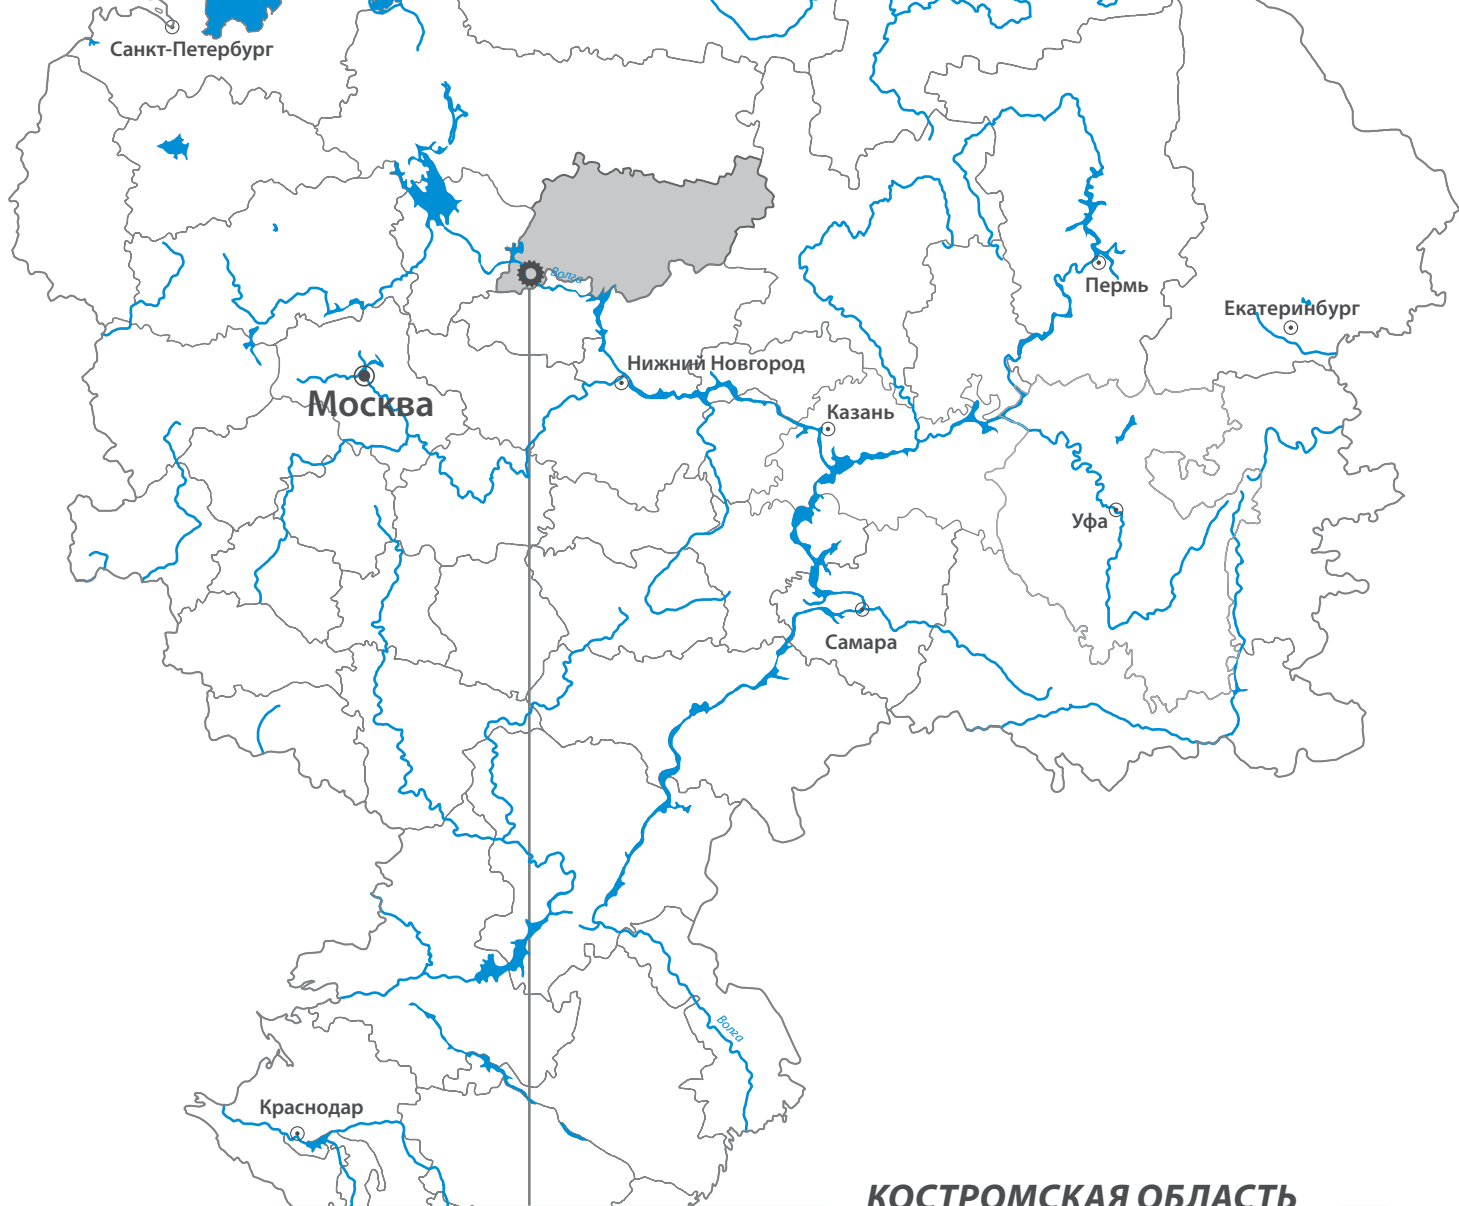 Санкт-Петербург
Волга
Пермь
Екатеринбург
Нижний Новгород
Москва
Казань
Уфа
Самара
Волга
Краснодар
КОСТРОМСКАЯ ОБЛАСТЬ